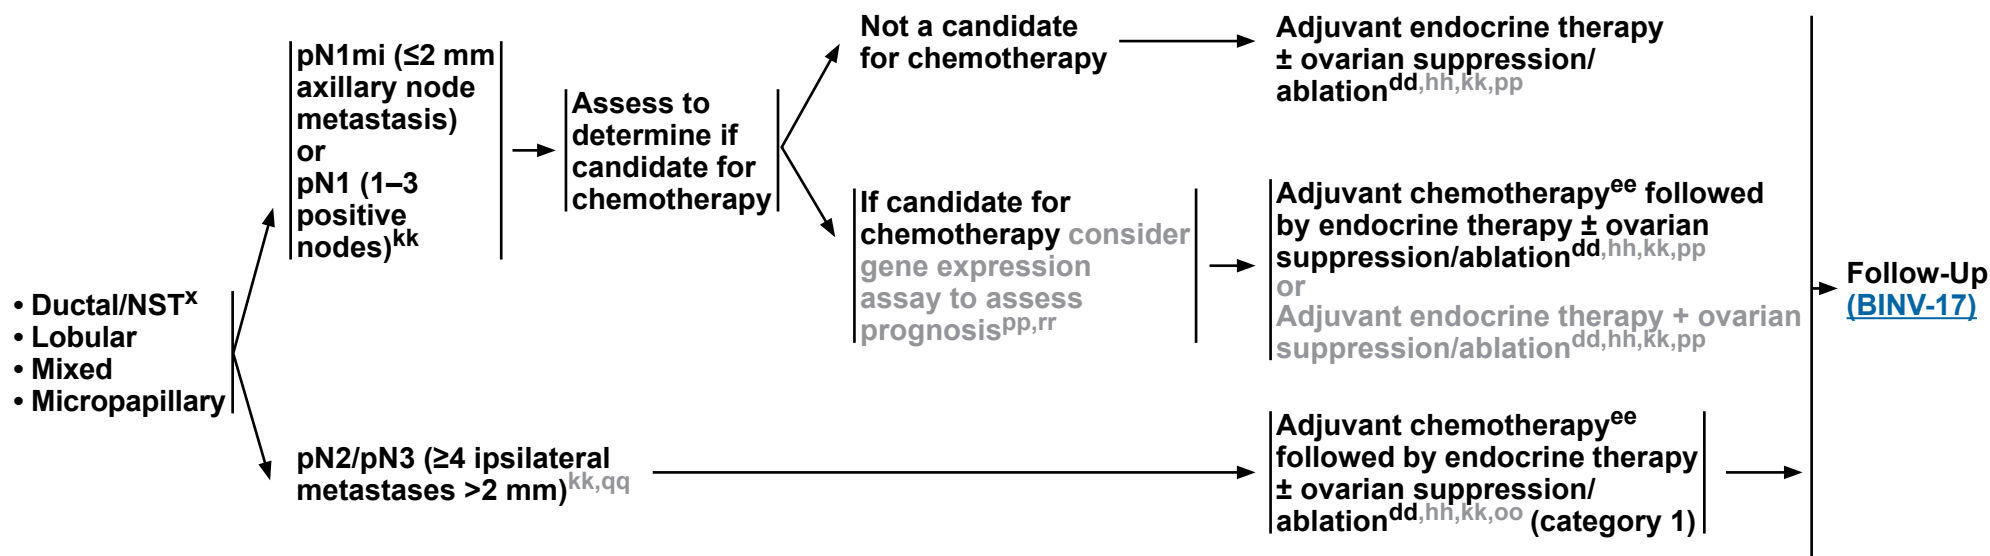 • Ductal/NSTx
• Lobular
• Mixed
• Micropapillary
pN1mi (≤2 mm
axillary node
metastasis)
or
pN1 (1–3
positive
nodes)kk
Assess to
determine if
candidate for
chemotherapy
Not a candidate
for chemotherapy
Adjuvant endocrine therapy
± ovarian suppression/
ablationdd,hh,kk,pp
If candidate for
chemotherapy consider
gene expression
assay to assess
prognosispp,rr
Adjuvant chemotherapyee followed
by endocrine therapy ± ovarian
suppression/ablationdd,hh,kk,pp
or
Adjuvant endocrine therapy + ovarian
suppression/ablationdd,hh,kk,pp
pN2/pN3 (≥4 ipsilateral
metastases >2 mm)kk,qq
Adjuvant chemotherapyee
followed by endocrine therapy
± ovarian suppression/
ablationdd,hh,kk,oo (category 1)
Follow-Up
(BINV-17)